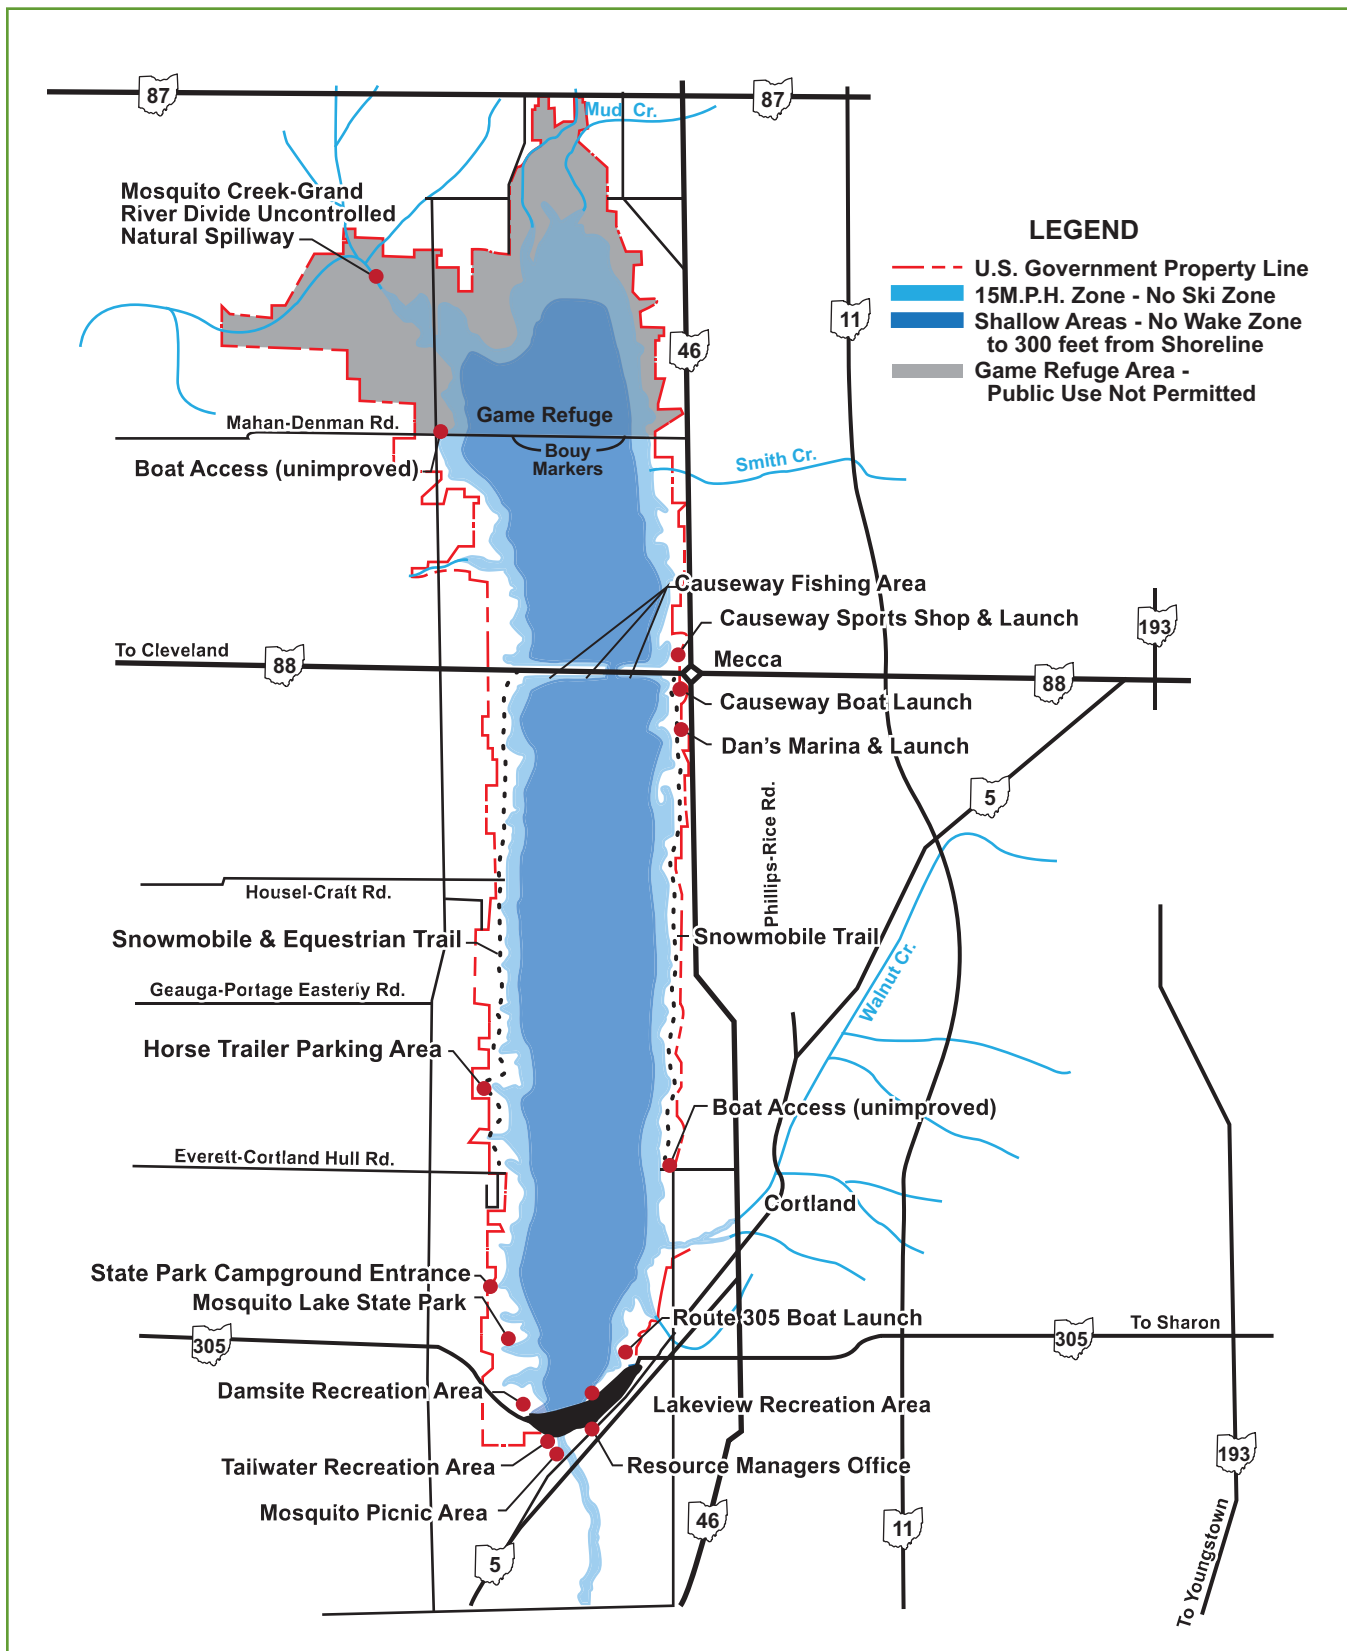 87
87
Mud Cr.
Mosquito Creek-Grand
River Divide Uncontrolled
Natural Spillway
LEGEND
U.S. Government Property Line
15M.P.H. Zone - No Ski Zone
Shallow Areas - No Wake Zone
to 300 feet from Shoreline
Game Refuge Area -
Public Use Not Permitted
11
46
Mahan-Denman Rd.
Game Refuge
Bouy
Markers
Boat Access (unimproved)
Smith Cr.
Causeway Fishing Area
Causeway Sports Shop & Launch
193
To Cleveland
88
Mecca
88
Causeway Boat Launch
Dan's Marina & Launch
5
Phillips-Rice Rd.
Housel-Craft Rd.
Snowmobile & Equestrian Trail
Snowmobile Trail
Walnut Cr.
Geauga-Portage Easterly Rd.
Horse Trailer Parking Area
Boat Access (unimproved)
Everett-Cortland Hull Rd.
Cortland
State Park Campground Entrance
Mosquito Lake State Park
Route 305 Boat Launch
305
305
To Sharon
Damsite Recreation Area
Lakeview Recreation Area
Tailwater Recreation Area
Resource Managers Office
193
Mosquito Picnic Area
46
11
5
To Youngstown